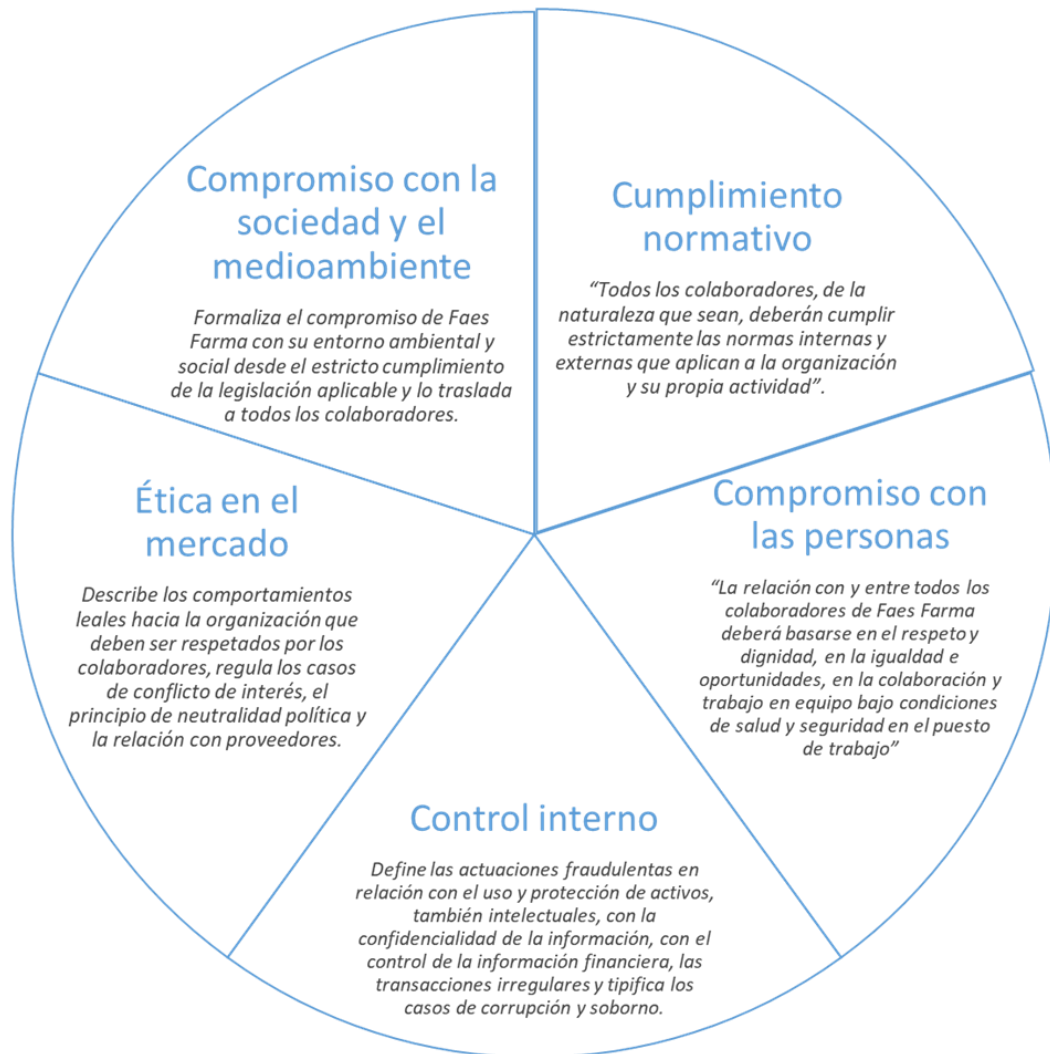 Compromiso con la
sociedad y el
medioambiente
Formaliza el compromiso de Faes
Farma con su entorno ambiental y
social desde el estricto cumplimiento
de la legislación aplicable y lo traslada
a todos los colaboradores.
Cumplimiento
normativo
“Todos los colaboradores, de la
naturaleza que sean, deberán cumplir
estrictamente las normas internas y
externas que aplican a la organización
y su propia actividad”.
Ética en el
mercado
Describe los comportamientos
leales hacia la organización que
deben ser respetados por los
colaboradores, regula los casos
de conflicto de interés, el
principio de neutralidad política y
la relación con proveedores.
Compromiso con
las personas
“La relación con y entre todos los
colaboradores de Faes Farma
deberá basarse en el respeto y
dignidad, en la igualdad e
oportunidades, en la colaboración y
trabajo en equipo bajo condiciones
de salud y seguridad en el puesto
de trabajo”
Control interno
Define las actuaciones fraudulentas en
relación con el uso y protección de activos,
también intelectuales, con la
confidencialidad de la información, con el
control de la información financiera, las
transacciones irregulares y tipifica los
casos de corrupción y soborno.